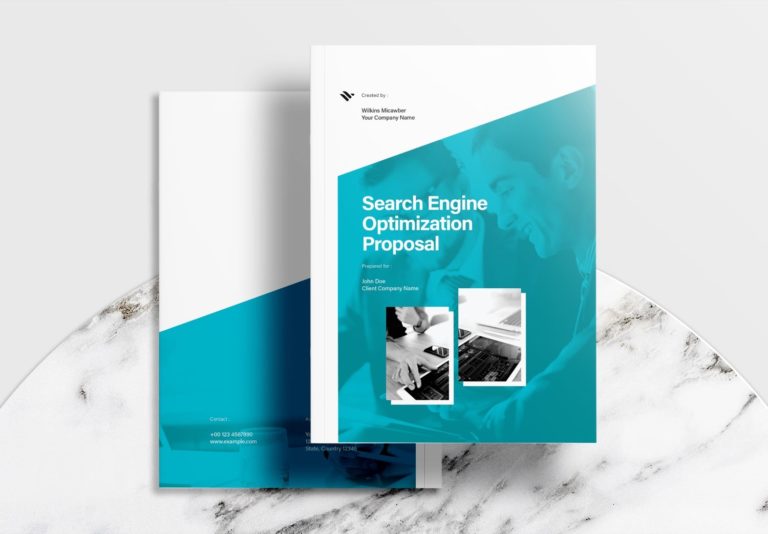 Created by :
Wilkins Micawber
Your Company Name
Search Engine
Optimization
Proposal
Prepared for
John Doe
Client Company Name
Contact :
+00 123 4567890
www.example.com
State, Country 12345